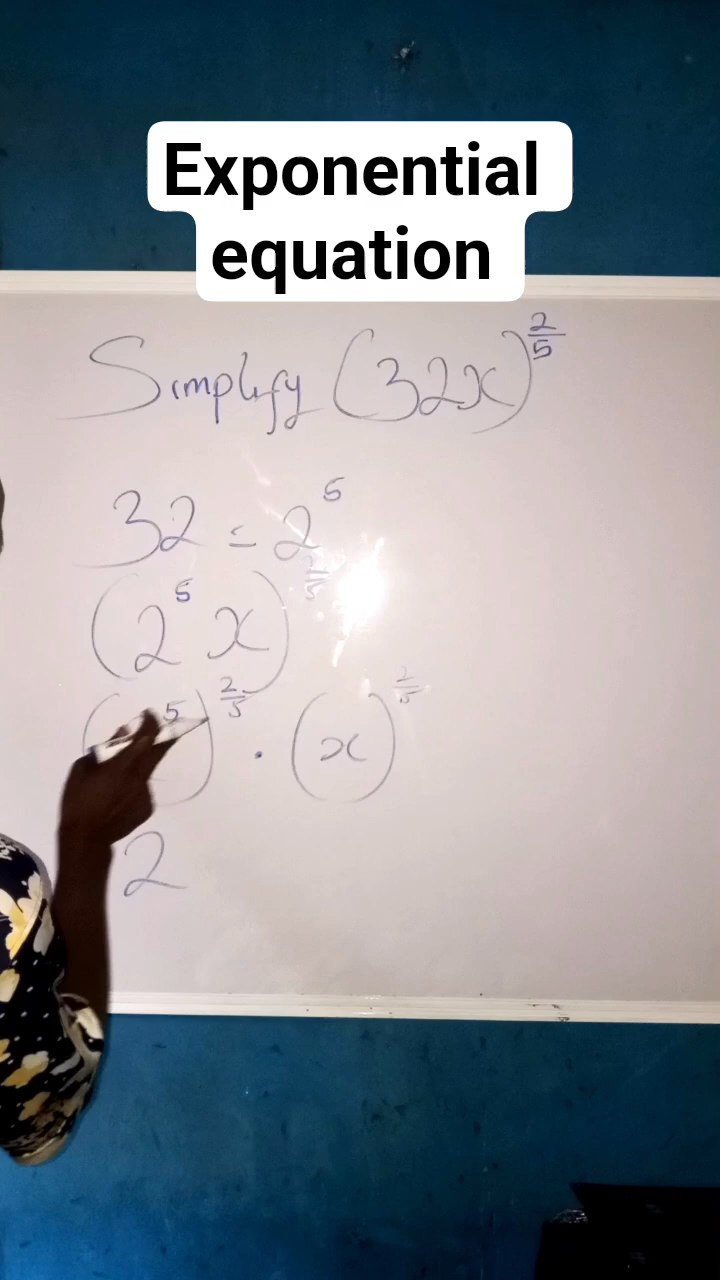 Exponential
equation
Simplify (32x)^(2/5)
32 = 2^5
(2^5 x)^(2/5)
( ^5)^(2/5) . (x)^(2/5)
2